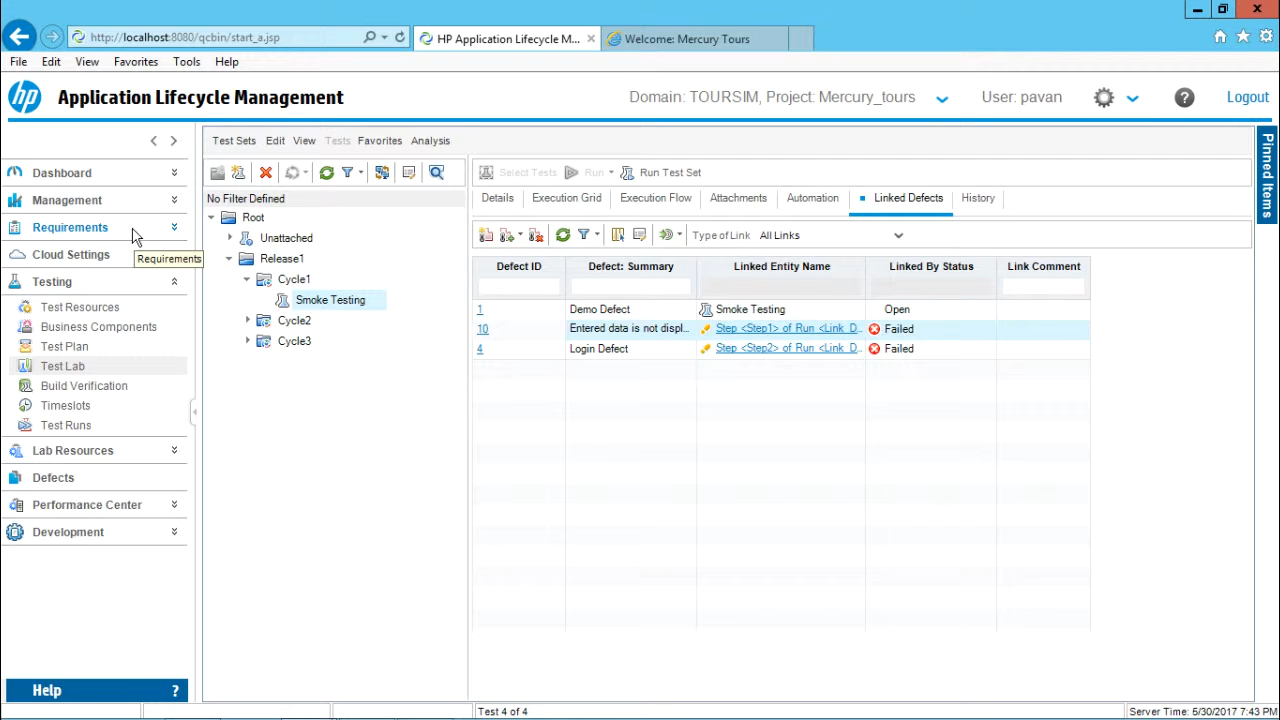 http://localhost:8080/qcbin/start_a.jsp
HP Application Lifecycle M...
Welcome: Mercury Tours
File Edit View Favorites Tools Help
hp Application Lifecycle Management
Domain: TOURSIM, Project: Mercury_tours
User: pavan
Logout
Pinned Items
Dashboard
Management
Requirements
Requirements
Cloud Settings
Testing
Test Resources
Business Components
Test Plan
Test Lab
Build Verification
Timeslots
Test Runs
Lab Resources
Defects
Performance Center
Development
Help ?
Test Sets Edit View Tests Favorites Analysis
No Filter Defined
Root
Unattached
Release1
Cycle1
Smoke Testing
Cycle2
Cycle3
Select Tests Run Run Test Set
Details Execution Grid Execution Flow Attachments Automation Linked Defects History
Type of Link All Links
Defect ID Defect: Summary Linked Entity Name Linked By Status Link Comment
1 Demo Defect Smoke Testing Open
10 Entered data is not displ... Step <Step1> of Run <Link_D... Failed
4 Login Defect Step <Step2> of Run <Link_D... Failed
Test 4 of 4
Server Time: 5/30/2017 7:43 PM